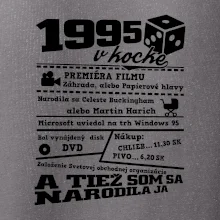 1995
v kocke
PREMIÉRA FILMU
Záhrada, alebo Papierové hlavy
Narodila sa Celeste Buckingham
alebo Martin Harich
Microsoft uviedol na trh Windows 95
Bol vynájdený disk
DVD
Nákup:
CHLIEB... 11,30 SK
PIVO... 6,20 SK
Založenie Svetovej obchodnej organizácie
A TIEŽ SOM SA
NARODILA JA